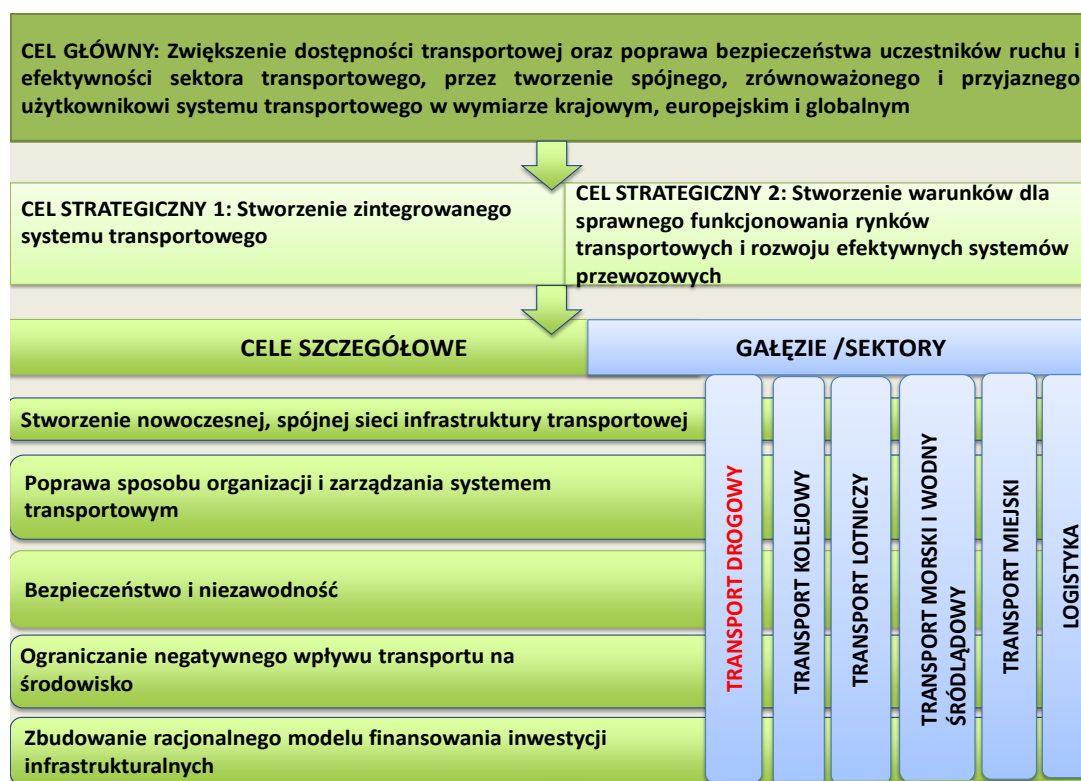 CEL GŁÓWNY: Zwiększenie dostępności transportowej oraz poprawa bezpieczeństwa uczestników ruchu i
efektywności sektora transportowego, przez tworzenie spójnego, zrównoważonego i przyjaznego
użytkownikowi systemu transportowego w wymiarze krajowym, europejskim i globalnym
CEL STRATEGICZNY 1: Stworzenie zintegrowanego
systemu transportowego
CEL STRATEGICZNY 2: Stworzenie warunków dla
sprawnego funkcjonowania rynków
transportowych i rozwoju efektywnych systemów
przewozowych
CELE SZCZEGÓŁOWE
GAŁĘZIE /SEKTORY
Stworzenie nowoczesnej, spójnej sieci infrastruktury transportowej
Poprawa sposobu organizacji i zarządzania systemem
transportowym
Bezpieczeństwo i niezawodność
Ograniczanie negatywnego wpływu transportu na
środowisko
Zbudowanie racjonalnego modelu finansowania inwestycji
infrastrukturalnych
TRANSPORT DROGOWY
TRANSPORT KOLEJOWY
TRANSPORT LOTNICZY
TRANSPORT MORSKI I WODNY
ŚRÓDLĄDOWY
TRANSPORT MIEJSKI
LOGISTYKA